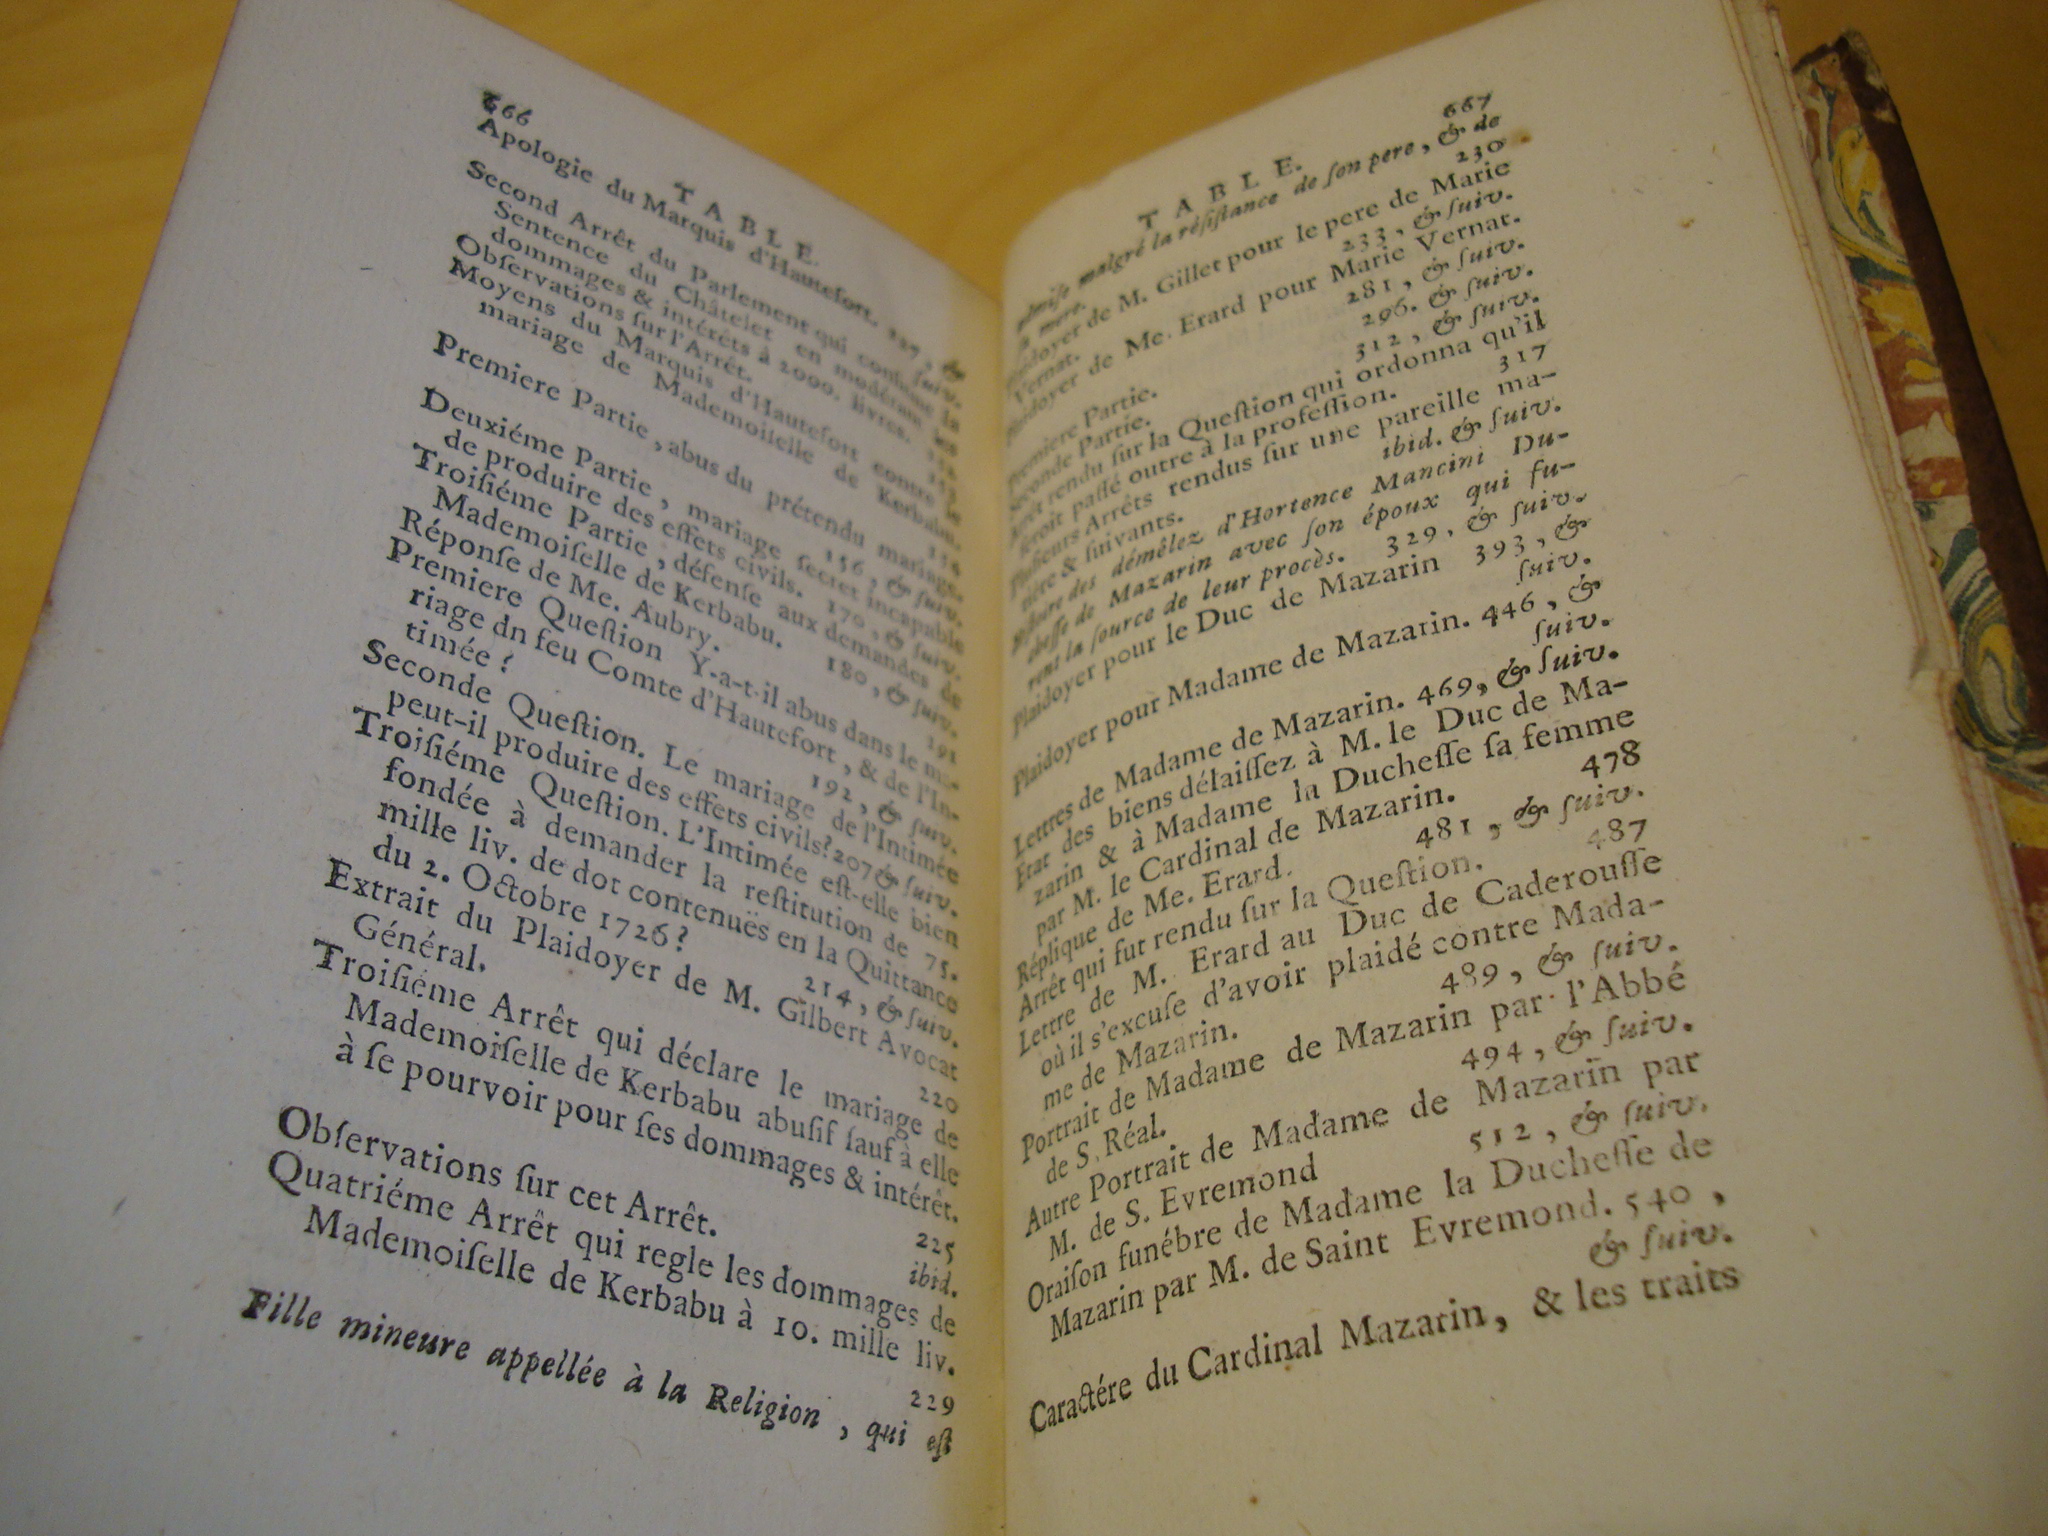 666
TABLE.
Apologie du Marquis d'Hautefort. 127, &
suiv.
Second Arrêt du Parlement qui confirme la
Sentence du Châtelet en modérant les
dommages & intérêts à 2000. livres.
Obſervations ſur l'Arrêt.
Moyens du Marquis d'Hautefort contre le
mariage de Mademoiſelle de Kerbabu.
Premiere Partie, abus du prétendu mariage.
156, & ſuiv.
Deuxiéme Partie, mariage ſecret incapable
de produire des effets civils. 170, & ſuiv.
Troiſiéme Partie, défenſe aux demandes de
Mademoiſelle de Kerbabu. 180, & ſuiv.
Réponſe de Me. Aubry. 191
Premiere Queſtion Y-a-t-il abus dans le ma-
riage dn feu Comte d'Hautefort, & de l'In-
timée ? 192, & ſuiv.
Seconde Queſtion. Le mariage de l'Intimée
peut-il produire des effets civils? 207 & ſuiv.
Troiſiéme Queſtion. L'Intimée eſt-elle bien
fondée à demander la reſtitution de 75.
mille liv. de dot contenuës en la Quittance
du 2. Octobre 1726? 214, & ſuiv.
Extrait du Plaidoyer de M. Gilbert Avocat
Général. 220
Troiſiéme Arrêt qui déclare le mariage de
Mademoiſelle de Kerbabu abuſif ſauf à elle
à ſe pourvoir pour ſes dommages & intérêt.
225
Obſervations ſur cet Arrêt. ibid.
Quatriéme Arrêt qui regle les dommages de
Mademoiſelle de Kerbabu à 10. mille liv.
229
Fille mineure appellée à la Religion, qui eſt
667
TABLE.
admiſe malgré la réſiſtance de ſon pere, & de
ſa mere. 230
Plaidoyer de M. Gillet pour le pere de Marie
Vernat. 233, & ſuiv.
Plaidoyer de Me. Erard pour Marie Vernat.
281, & ſuiv.
Premiere Partie. 296. & ſuiv.
Seconde Partie. 312, & ſuiv.
Arrêt rendu ſur la Queſtion qui ordonna qu'il
ſeroit paſſé outre à la profeſſion. 317
Pluſieurs Arrêts rendus ſur une pareille ma-
tiére & ſuivants. ibid. & ſuiv.
Hiſtoire des démêlez d'Hortence Mancini Du-
cheſſe de Mazarin avec ſon époux qui fu-
rent la ſource de leur procès. 329, & ſuiv.
Plaidoyer pour le Duc de Mazarin 393, &
ſuiv.
Plaidoyer pour Madame de Mazarin. 446, &
ſuiv.
Lettres de Madame de Mazarin. 469, & ſuiv.
Etat des biens délaiſſez à M. le Duc de Ma-
zarin & à Madame la Ducheſſe ſa femme
par M. le Cardinal de Mazarin. 478
Réplique de Me. Erard. 481, & ſuiv.
Arrêt qui fut rendu ſur la Queſtion. 487
Lettre de M. Erard au Duc de Caderouſſe
où il s'excuſe d'avoir plaidé contre Mada-
me de Mazarin. 489, & ſuiv.
Portrait de Madame de Mazarin par l'Abbé
de S. Réal. 494, & ſuiv.
Autre Portrait de Madame de Mazarin par
M. de S. Evremond 512, & ſuiv.
Oraiſon funébre de Madame la Ducheſſe de
Mazarin par M. de Saint Evremond. 540,
& ſuiv.
Caractére du Cardinal Mazarin, & les traits